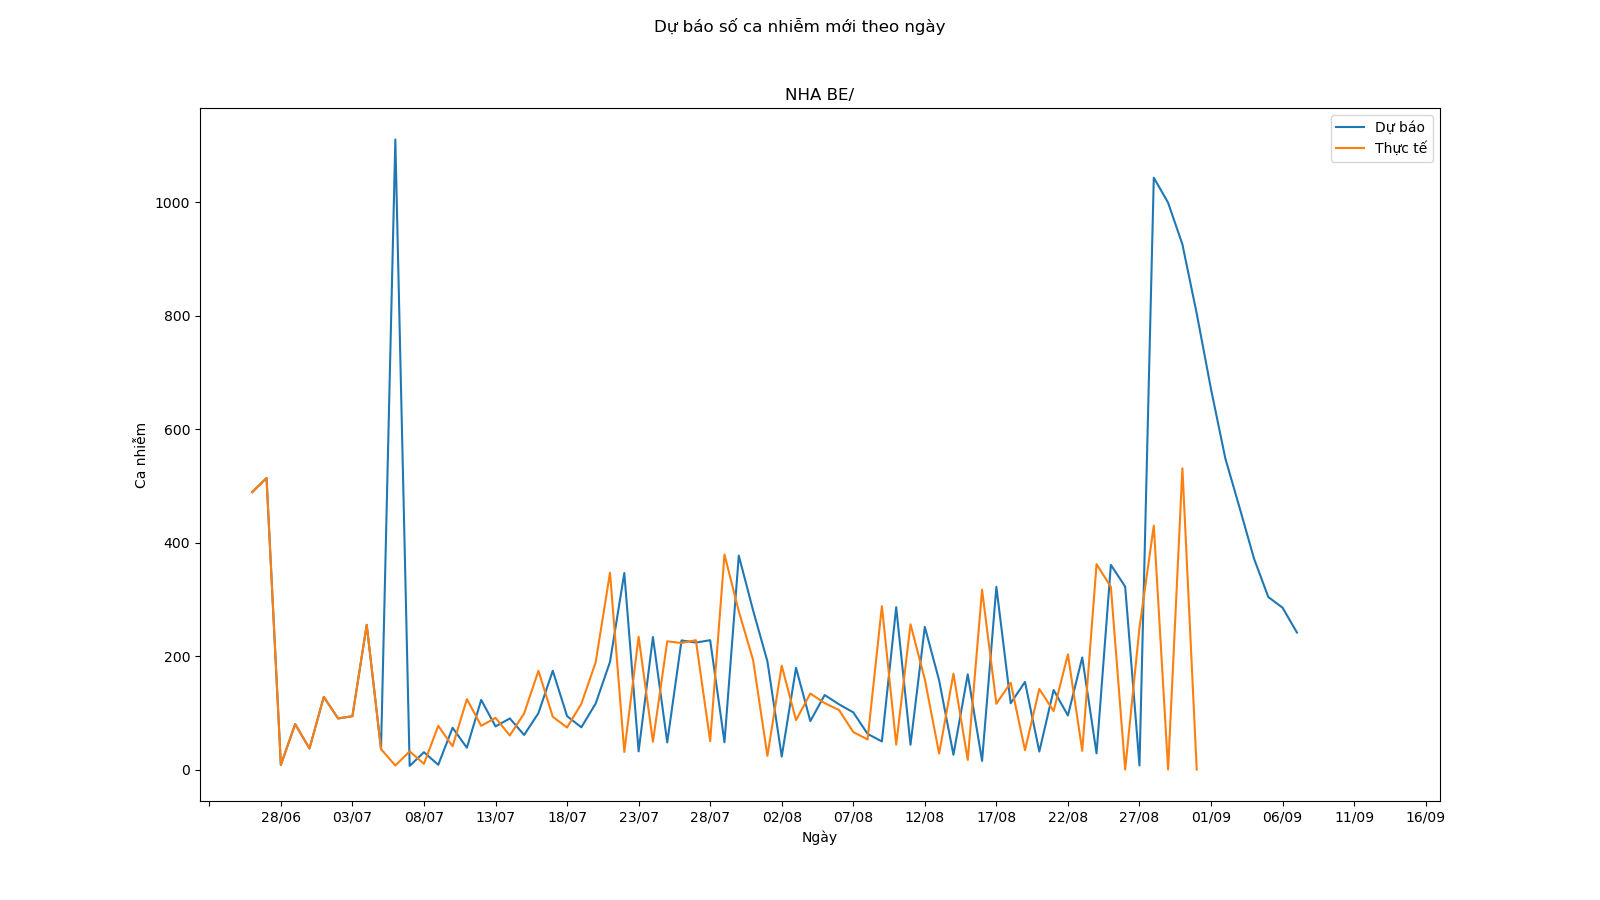 Dự báo số ca nhiễm mới theo ngày
NHA BE/
Dự báo
Thực tế
1000
800
600
400
200
0
Ca nhiễm
28/06 03/07 08/07 13/07 18/07 23/07 28/07 02/08 07/08 12/08 17/08 22/08 27/08 01/09 06/09 11/09 16/09
Ngày